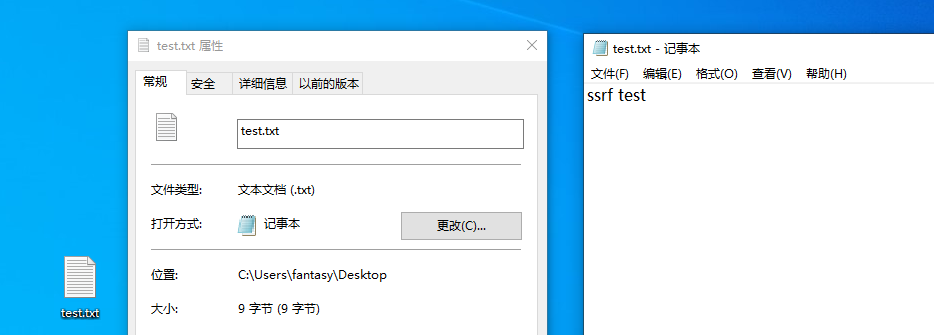 test.txt
test.txt 属性
常规
安全
详细信息
以前的版本
test.txt
文件类型:
文本文档 (.txt)
打开方式:
记事本
更改(C)...
位置:
C:\Users\fantasy\Desktop
大小:
9 字节 (9 字节)
test.txt - 记事本
文件(F) 编辑(E) 格式(O) 查看(V) 帮助(H)
ssrf test